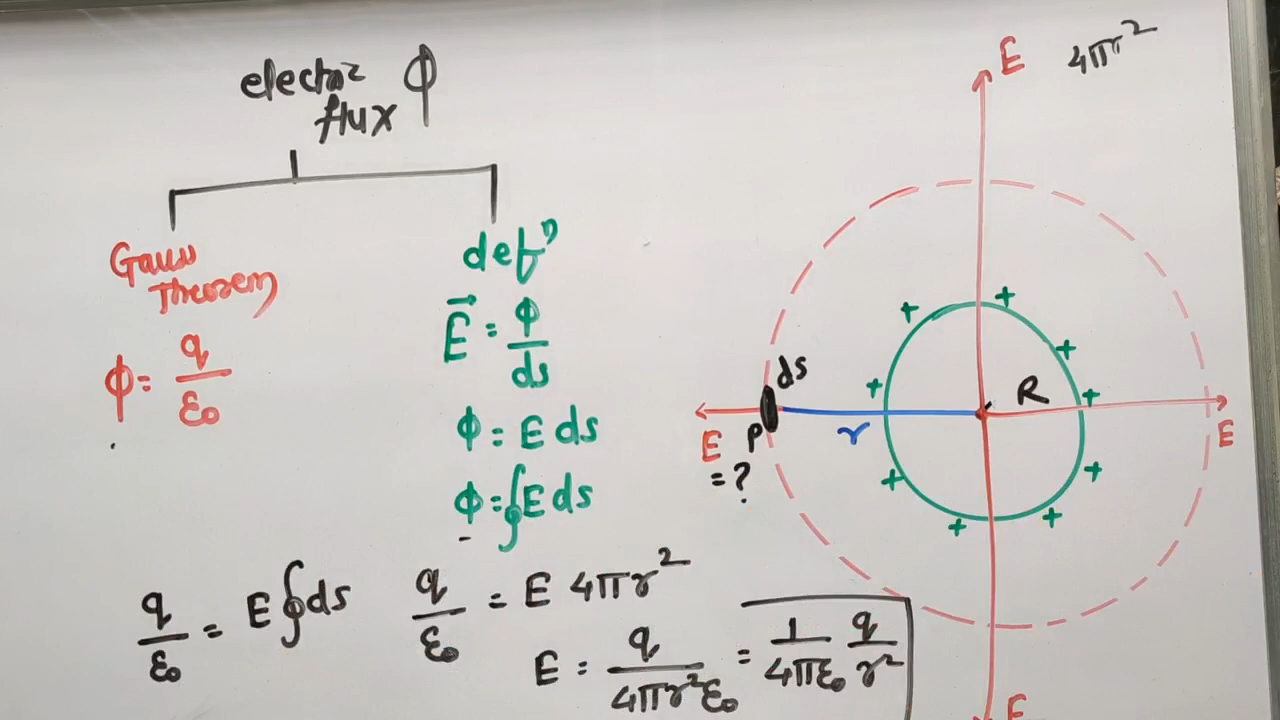 electric ϕ
flux
Gauss
Theorem
ϕ = q/ε₀
defⁿ
E⃗ = ϕ/ds
ϕ = E ds
ϕ = ∮E ds
q/ε₀ = E∮ds
q/ε₀ = E 4πr²
E = q/4πr²ε₀ = 1/4πε₀ q/r²
E
4πr²
+ +
+
+
+
+
+
+ +
R
ds
P
r
E
= ?
E
E